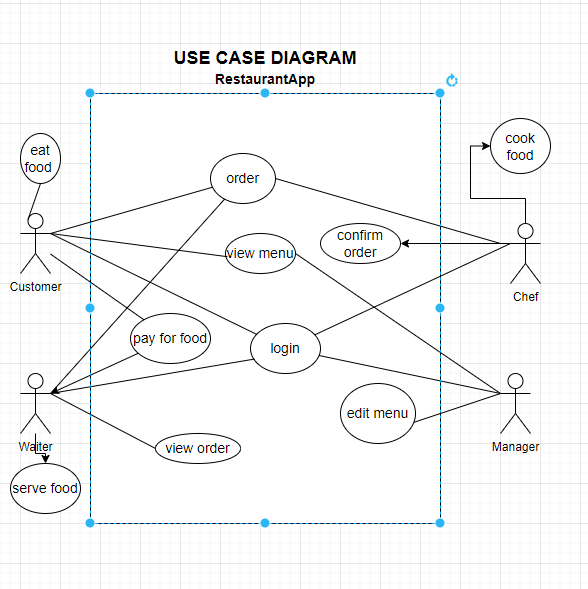 USE CASE DIAGRAM
RestaurantApp
eat
food
cook
food
order
confirm
order
view menu
Customer
Chef
pay for food
login
edit menu
Waiter
view order
Manager
serve food